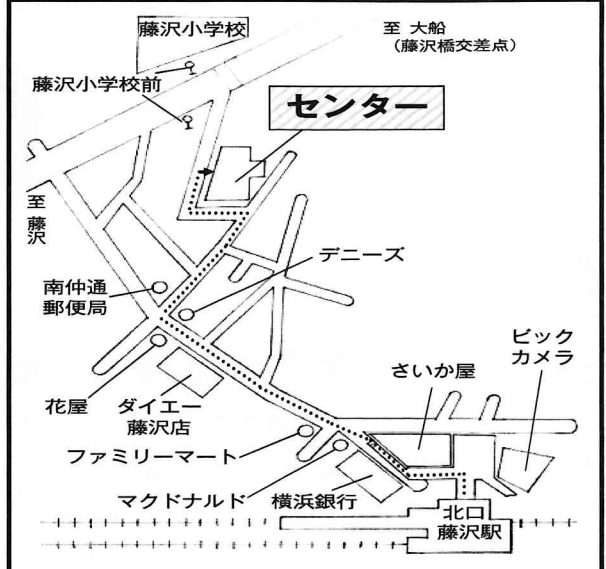 藤沢小学校
至 大船
（藤沢橋交差点）
藤沢小学校前
センター
至 藤沢
デニーズ
南仲通
郵便局
ビック
カメラ
さいか屋
花屋
ダイエー
藤沢店
ファミリーマート
マクドナルド
横浜銀行
北口
藤沢駅